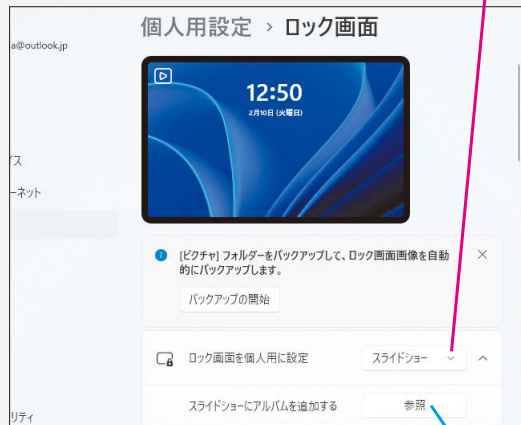 a@outlook.jp
個人用設定 › ロック画面
12:50
2月10日 (火曜日)
イス
ーネット
[ピクチャ] フォルダーをバックアップして、ロック画面画像を自動
的にバックアップします。
バックアップの開始
ロック画面を個人用に設定
スライドショー
スライドショーにアルバムを追加する
参照
リティ